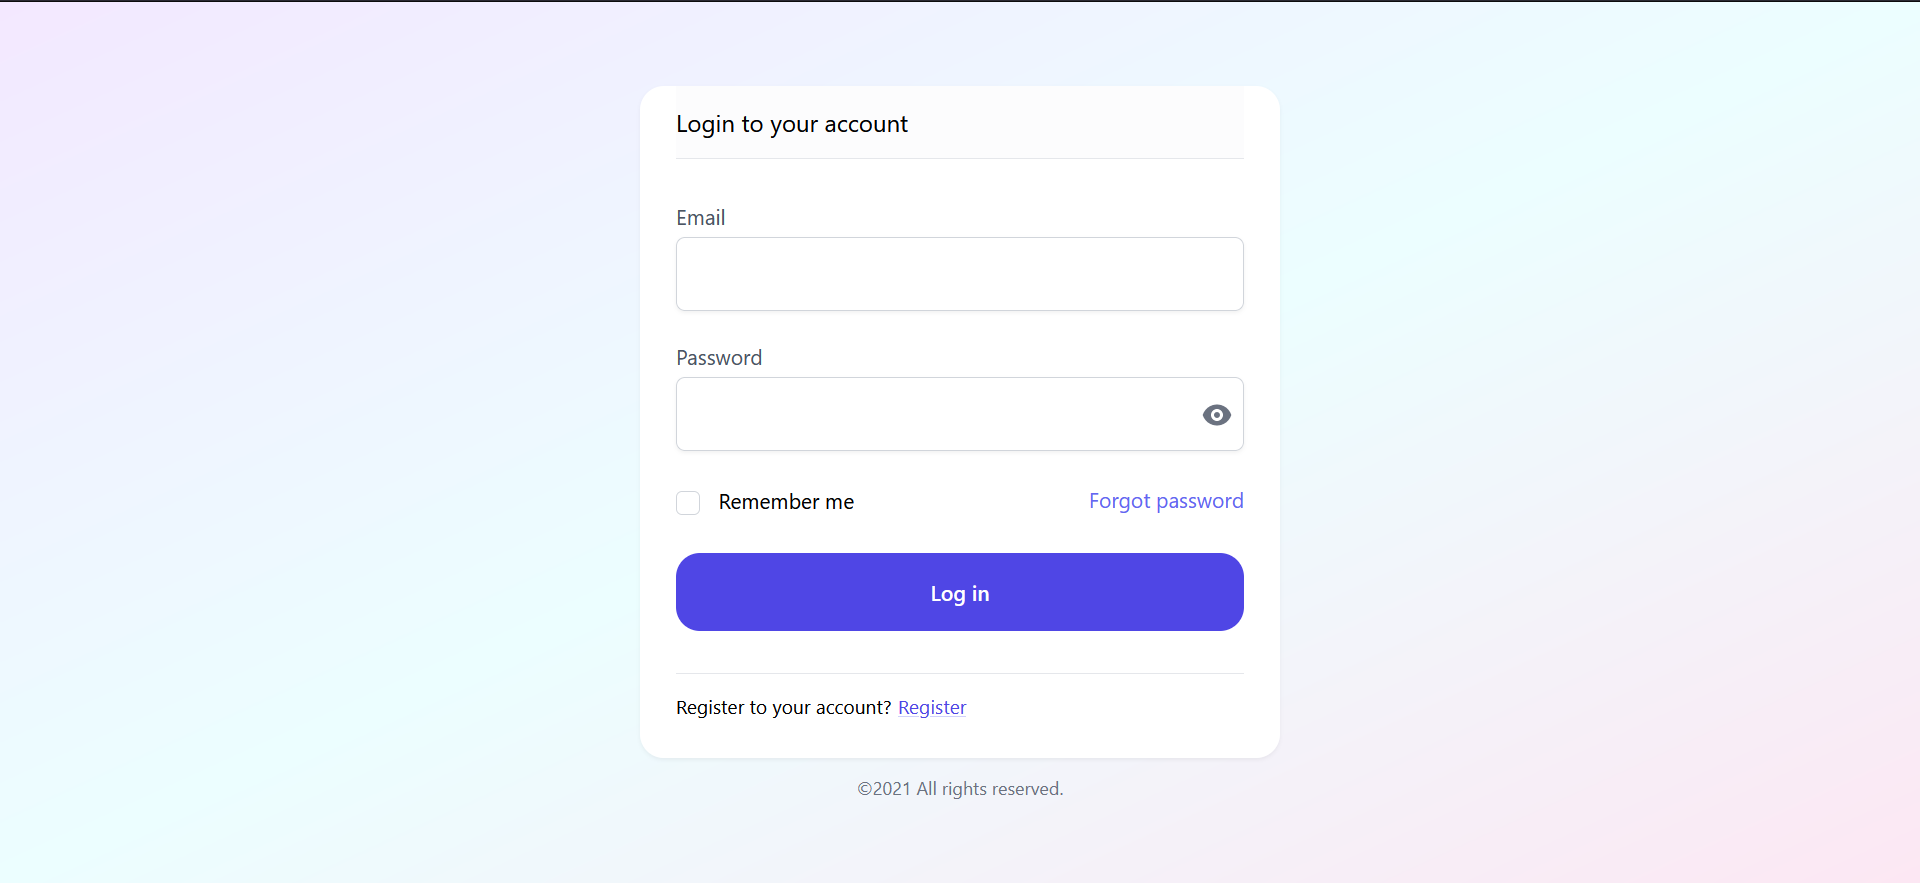 Login to your account
Email
Password
Remember me
Forgot password
Log in
Register to your account? Register
©2021 All rights reserved.